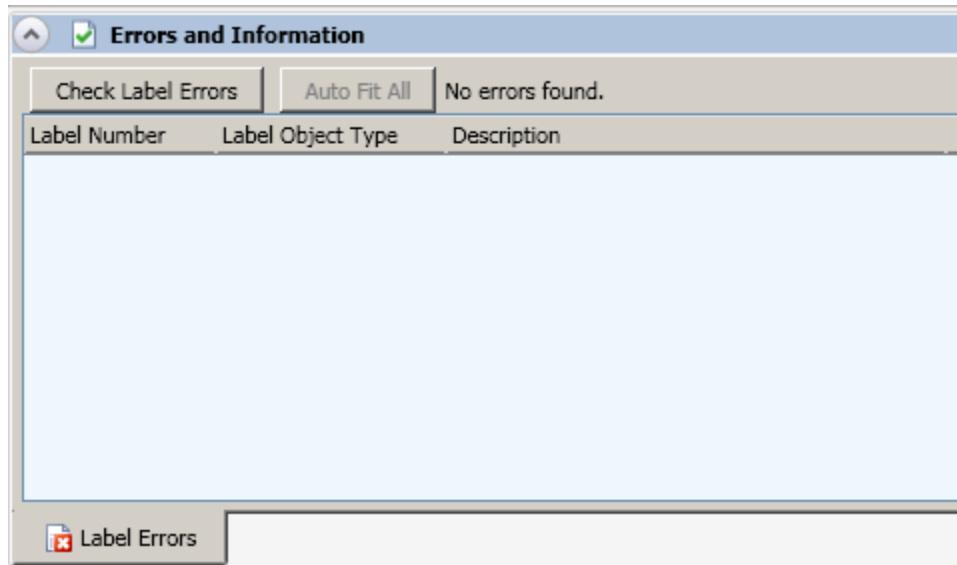 Errors and Information
Check Label Errors Auto Fit All No errors found.
Label Number Label Object Type Description
Label Errors